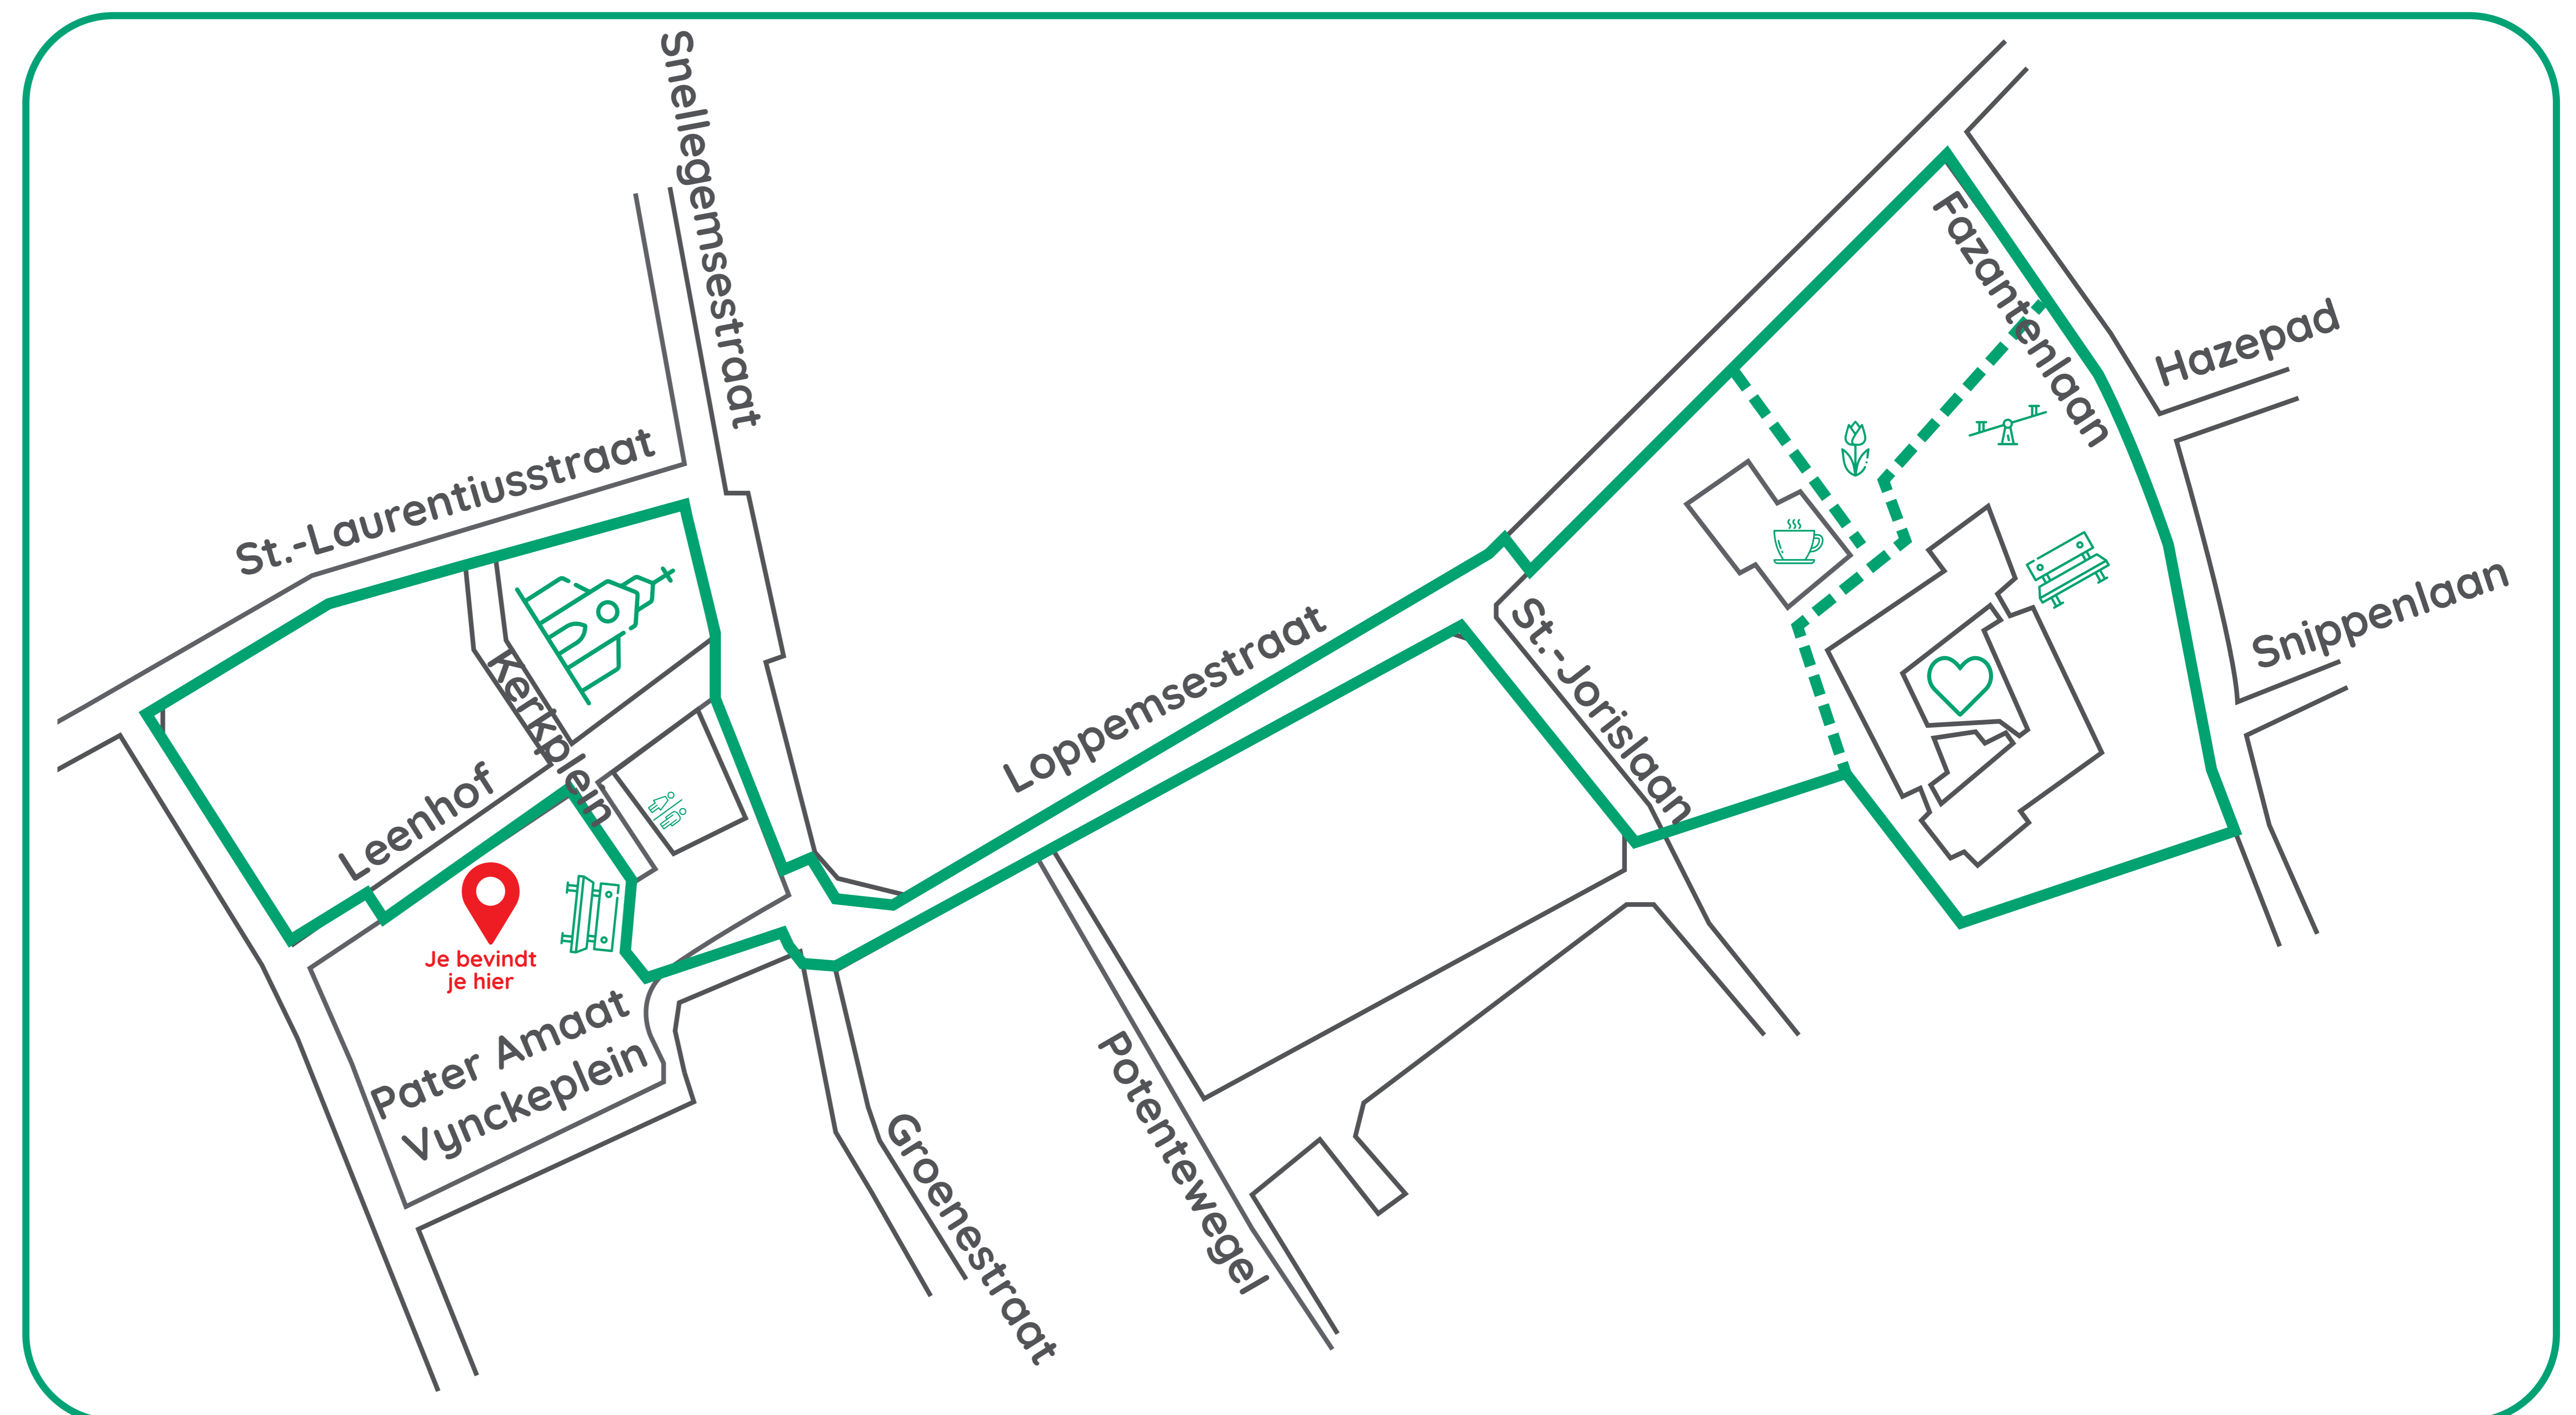 Snellegemsestraat
St.-Laurentiusstraat
Kerkplein
Leenhof
Je bevindt
je hier
Pater Amaat
Vynckeplein
Loppemsestraat
Groenestraat
Potentewegel
St.-Jorislaan
Fazantenlaan
Hazepad
Snippenlaan